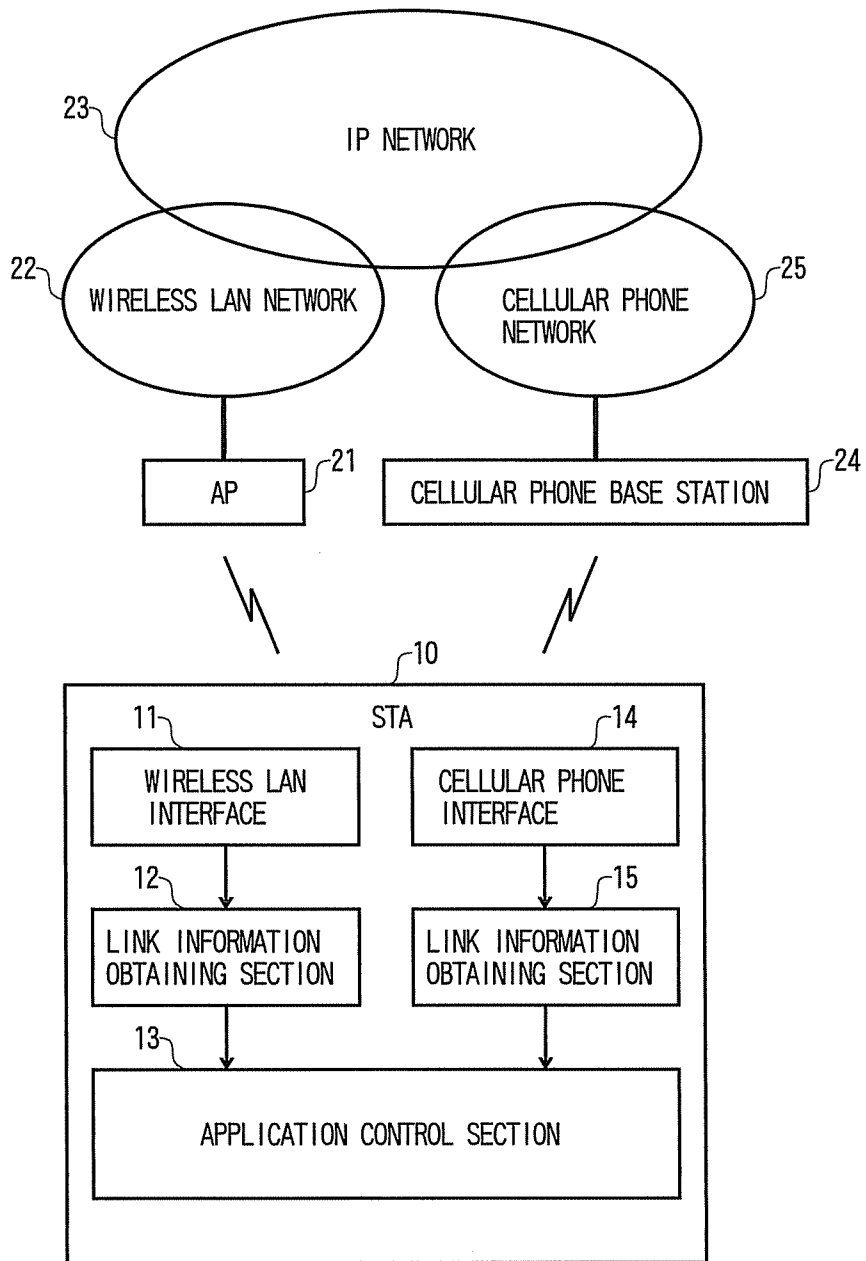 23
IP NETWORK
22
WIRELESS LAN NETWORK
25
CELLULAR PHONE
NETWORK
21
AP
24
CELLULAR PHONE BASE STATION
10
STA
11
WIRELESS LAN
INTERFACE
14
CELLULAR PHONE
INTERFACE
12
LINK INFORMATION
OBTAINING SECTION
15
LINK INFORMATION
OBTAINING SECTION
13
APPLICATION CONTROL SECTION